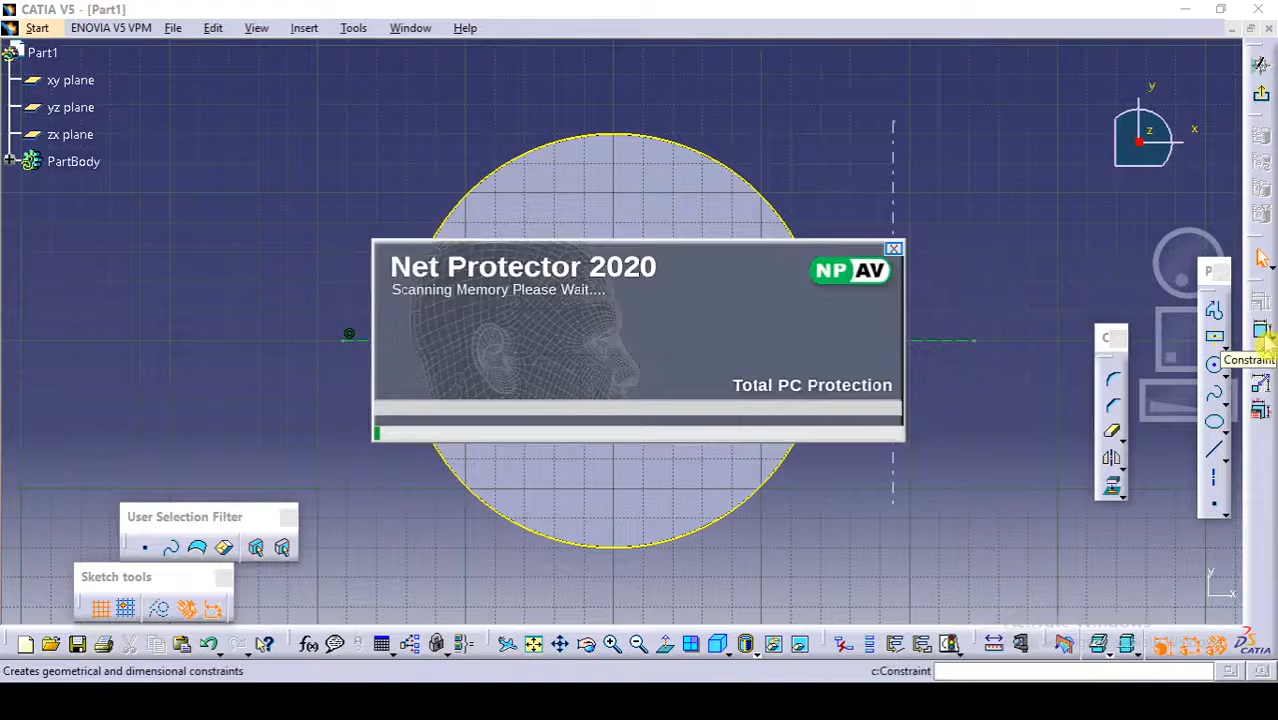 CATIA V5 - [Part1]
Start ENOVIA V5 VPM File Edit View Insert Tools Window Help
Part1
xy plane
yz plane
zx plane
PartBody
y
x
z
Net Protector 2020
NP AV
Scanning Memory Please Wait....
Total PC Protection
P
C
Constraint
User Selection Filter
Sketch tools
y
x
f(x)
CATIA
Creates geometrical and dimensional constraints
c:Constraint